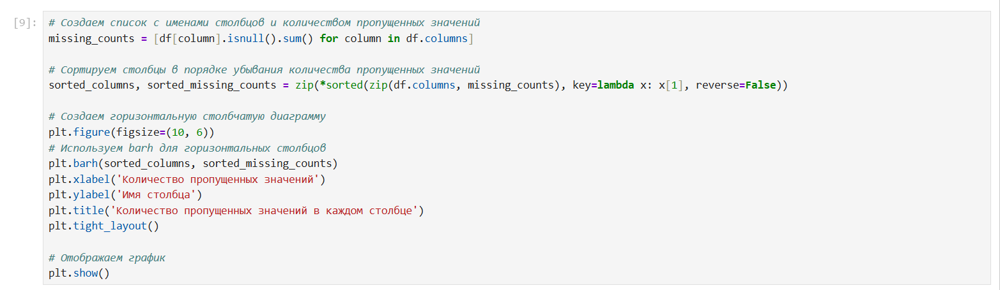 [9]:
# Создаем список с именами столбцов и количеством пропущенных значений
missing_counts = [df[column].isnull().sum() for column in df.columns]
# Сортируем столбцы в порядке убывания количества пропущенных значений
sorted_columns, sorted_missing_counts = zip(*sorted(zip(df.columns, missing_counts), key=lambda x: x[1], reverse=False))
# Создаем горизонтальную столбчатую диаграмму
plt.figure(figsize=(10, 6))
# Используем barh для горизонтальных столбцов
plt.barh(sorted_columns, sorted_missing_counts)
plt.xlabel('Количество пропущенных значений')
plt.ylabel('Имя столбца')
plt.title('Количество пропущенных значений в каждом столбце')
plt.tight_layout()
# Отображаем график
plt.show()